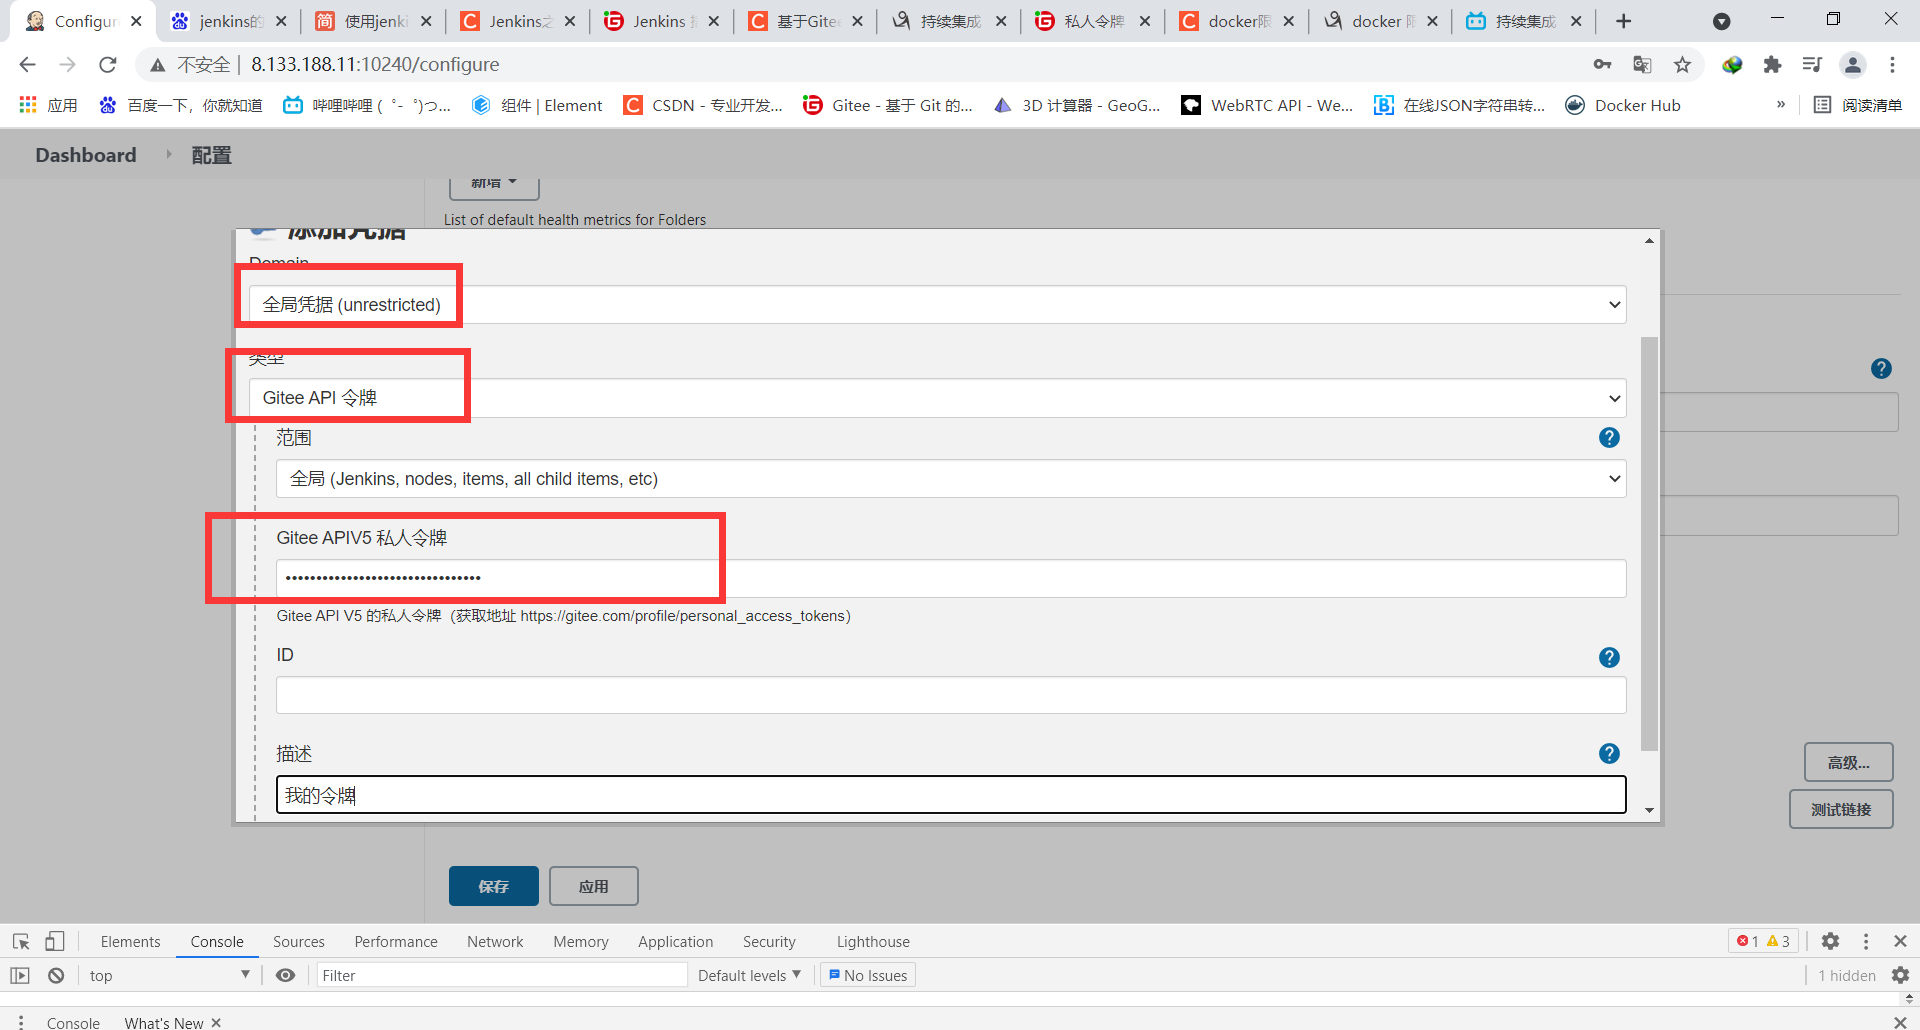 Configur
jenkins的
使用jenki
Jenkins之
Jenkins 插
基于Gitee
持续集成
私人令牌
docker限
docker 限
持续集成
不安全 | 8.133.188.11:10240/configure
应用
百度一下，你就知道
哔哩哔哩 ( ゜- ゜)つ...
组件 | Element
CSDN - 专业开发...
Gitee - 基于 Git 的...
3D 计算器 - GeoG...
WebRTC API - We...
在线JSON字符串转...
Docker Hub
»
阅读清单
Dashboard
配置
新增
List of default health metrics for Folders
添加凭据
Domain
全局凭据 (unrestricted)
类型
Gitee API 令牌
范围
全局 (Jenkins, nodes, items, all child items, etc)
Gitee APIV5 私人令牌
••••••••••••••••••••••••••••••••
Gitee API V5 的私人令牌（获取地址 https://gitee.com/profile/personal_access_tokens）
ID
描述
我的令牌
高级...
测试链接
保存
应用
Elements
Console
Sources
Performance
Network
Memory
Application
Security
Lighthouse
1
3
top
Filter
Default levels
No Issues
1 hidden
Console
What's New